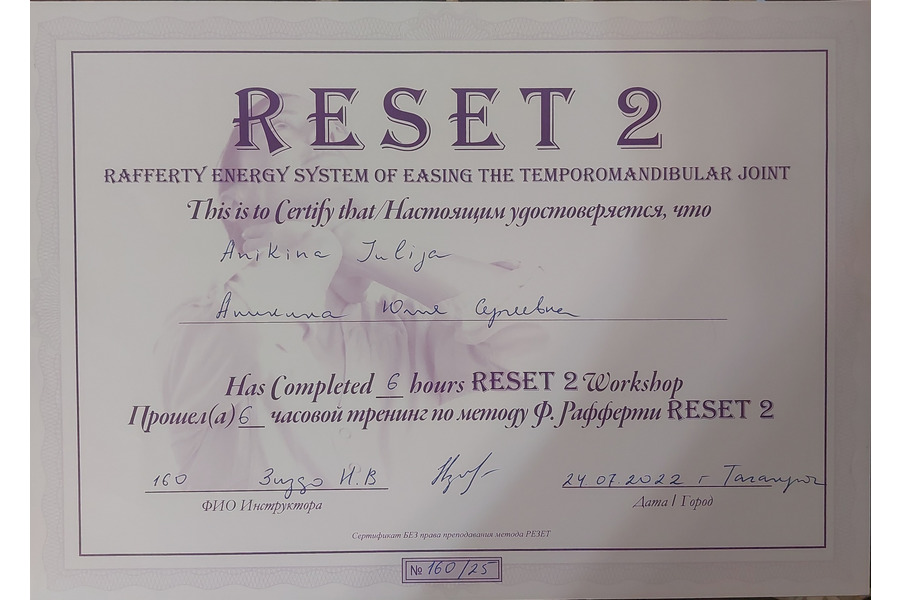 RESET 2
RAFFERTY ENERGY SYSTEM OF EASING THE TEMPOROMANDIBULAR JOINT
This is to Certify that/Настоящим удостоверяется, что
Anikina Julija
Аникина Юлия Сергеевна
Has Completed 6 hours RESET 2 Workshop
Прошел(а) 6 часовой тренинг по методу Ф. Рафферти RESET 2
160 И.В 24 07.2022 г Таганрог
ФИО Инструктора Дата | Город
Сертификат БЕЗ права преподавания метода РЕЗЕТ
№ 160/25